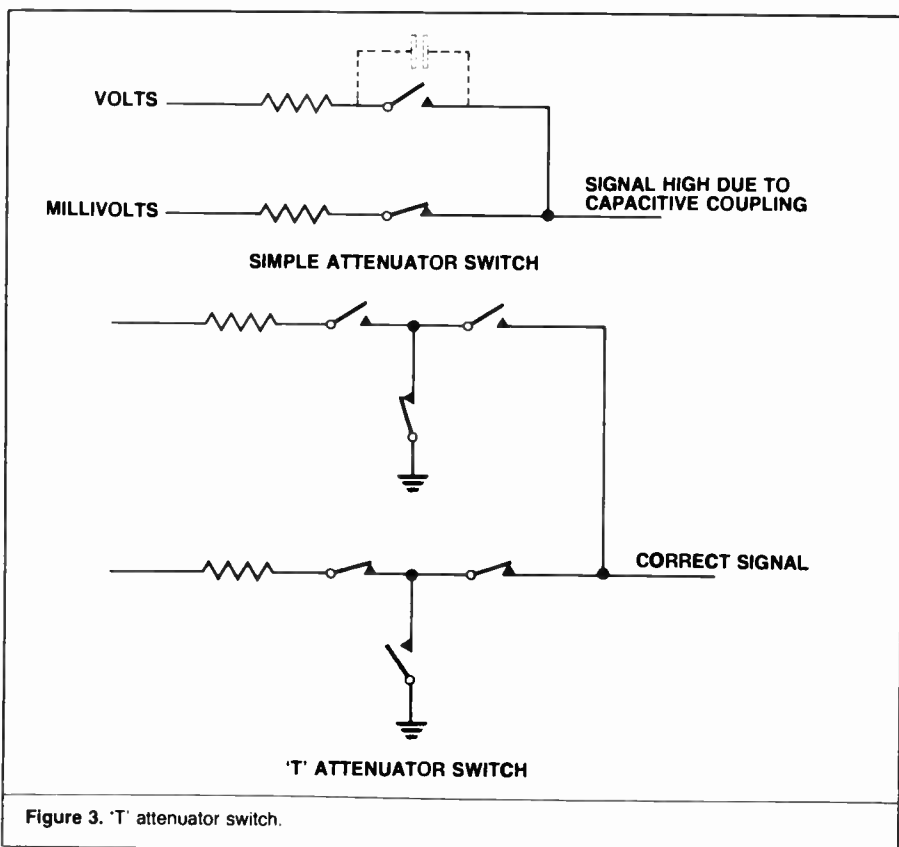 VOLTS
MILLIVOLTS
SIGNAL HIGH DUE TO
CAPACITIVE COUPLING
SIMPLE ATTENUATOR SWITCH
CORRECT SIGNAL
'T' ATTENUATOR SWITCH
Figure 3. 'T' attenuator switch.